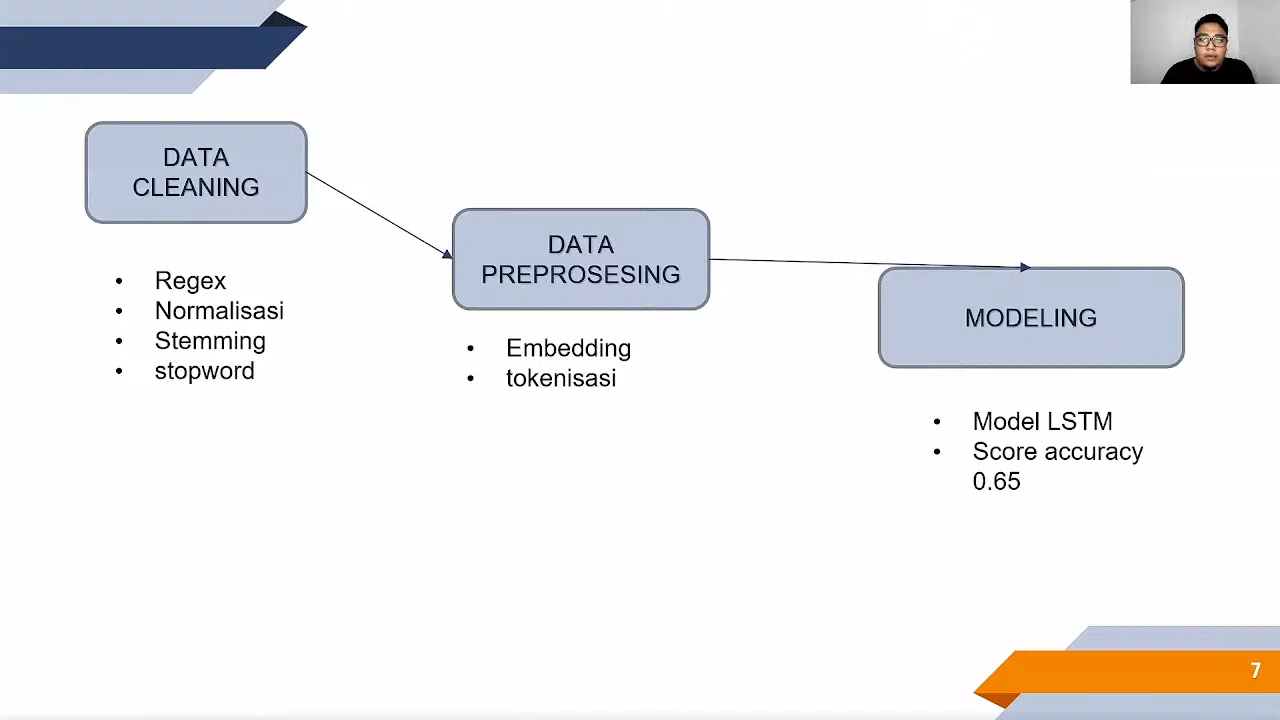 DATA
CLEANING
• Regex
• Normalisasi
• Stemming
• stopword
DATA
PREPROSESING
• Embedding
• tokenisasi
MODELING
• Model LSTM
• Score accuracy
0.65
7